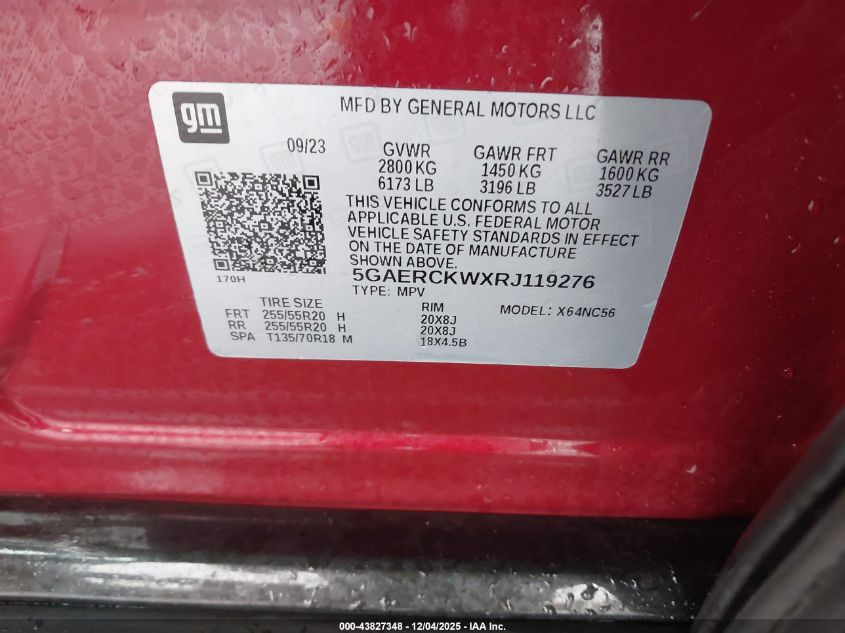 gm
MFD BY GENERAL MOTORS LLC
09/23
GVWR GAWR FRT GAWR RR
2800 KG 1450 KG 1600 KG
6173 LB 3196 LB 3527 LB
THIS VEHICLE CONFORMS TO ALL
APPLICABLE U.S. FEDERAL MOTOR
VEHICLE SAFETY STANDARDS IN EFFECT
ON THE DATE OF MANUFACTURE
SHOWN ABOVE.
170H
5GAERCKWXRJ119276
TYPE: MPV MODEL: X64NC56
TIRE SIZE RIM
FRT 255/55R20 H 20X8J
RR 255/55R20 H 20X8J
SPA T135/70R18 M 18X4.5B
000-43827348 - 12/04/2025 - IAA, Inc.